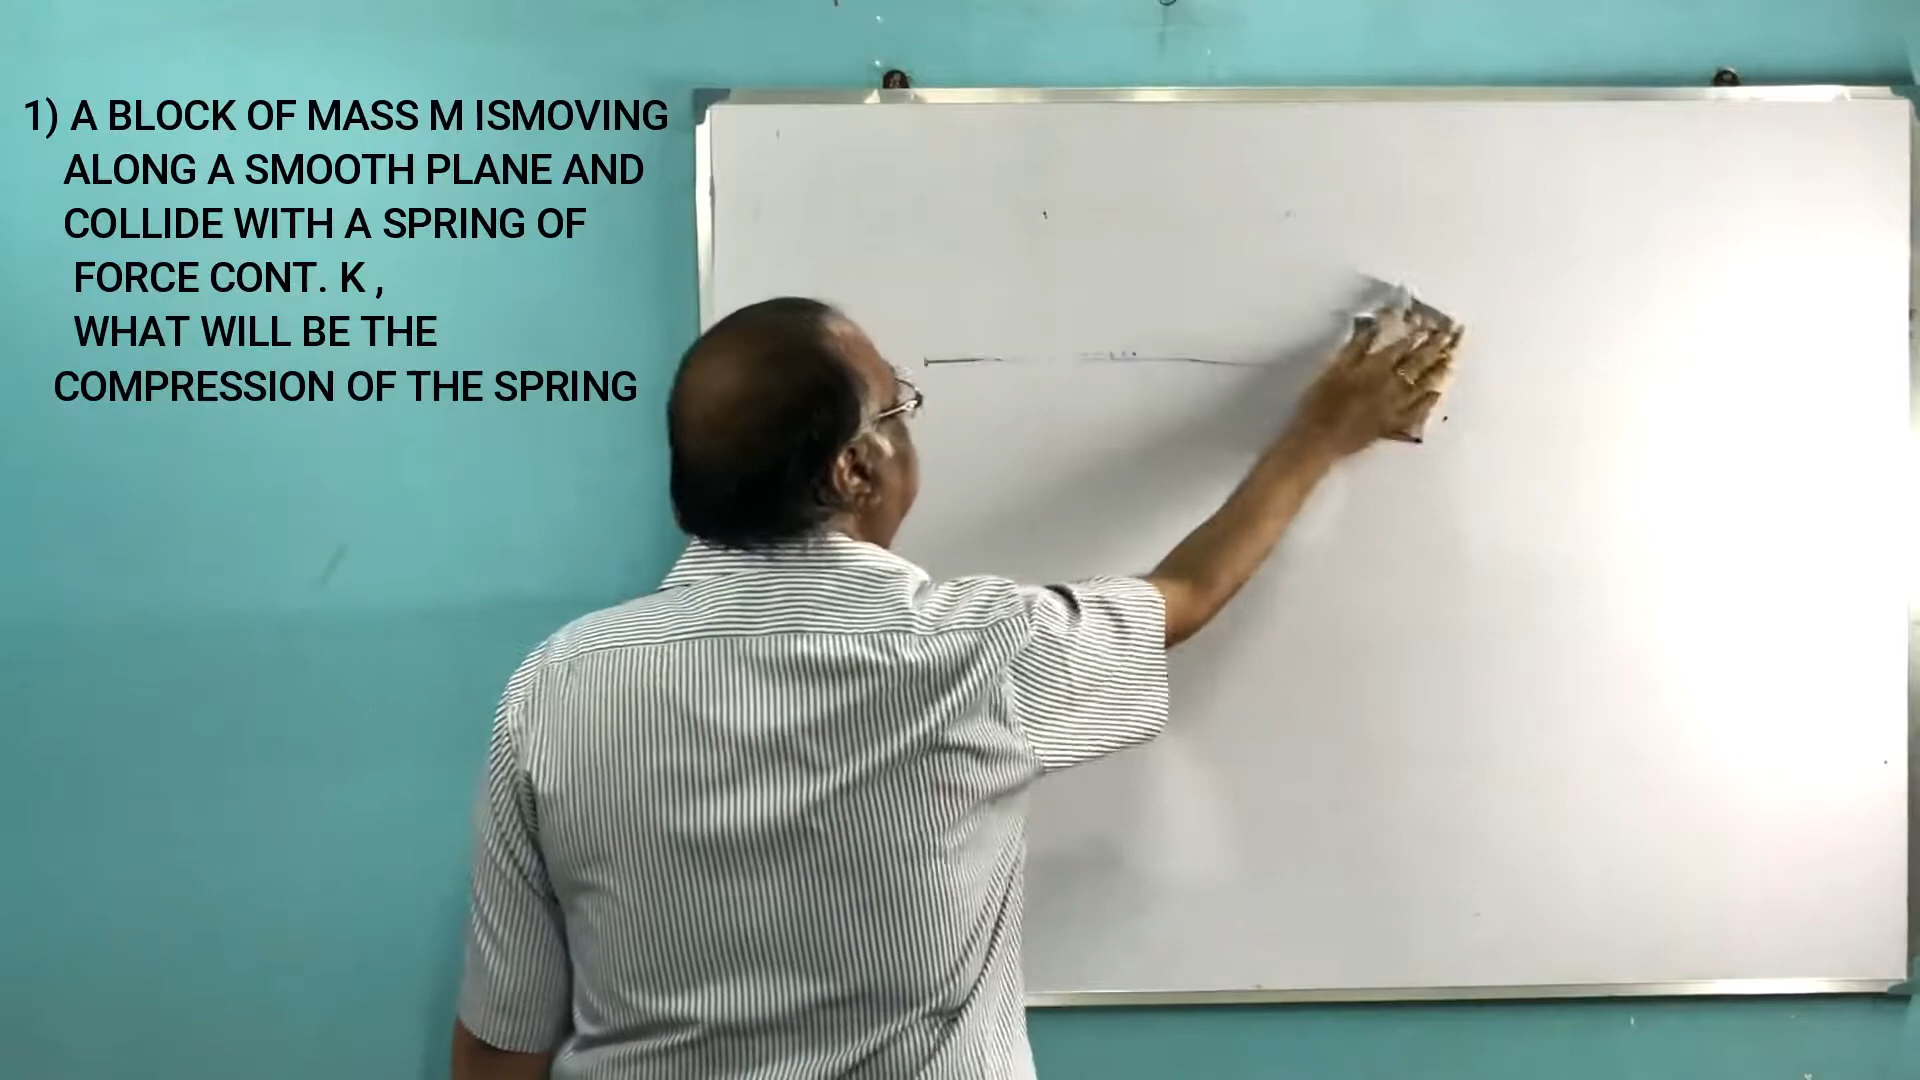 1) A BLOCK OF MASS M ISMOVING
ALONG A SMOOTH PLANE AND
COLLIDE WITH A SPRING OF
FORCE CONT. K ,
WHAT WILL BE THE
COMPRESSION OF THE SPRING